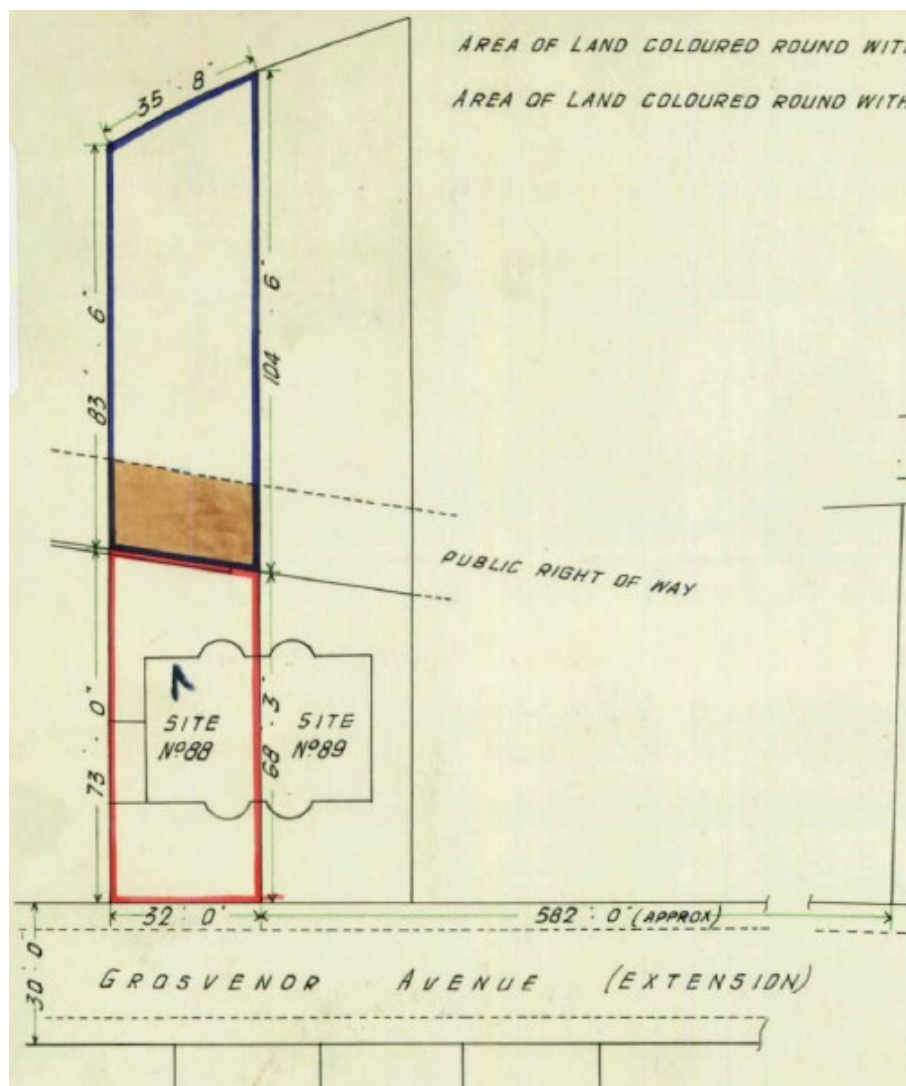 AREA OF LAND COLOURED ROUND WITH
AREA OF LAND COLOURED ROUND WITH
35 : 8"
83 : 6"
104 : 6"
PUBLIC RIGHT OF WAY
73 : 0"
68 : 3"
SITE
Nº88
SITE
Nº89
32 : 0"
582 : 0" (APPROX)
30 : 0"
GROSVENOR AVENUE (EXTENSION)